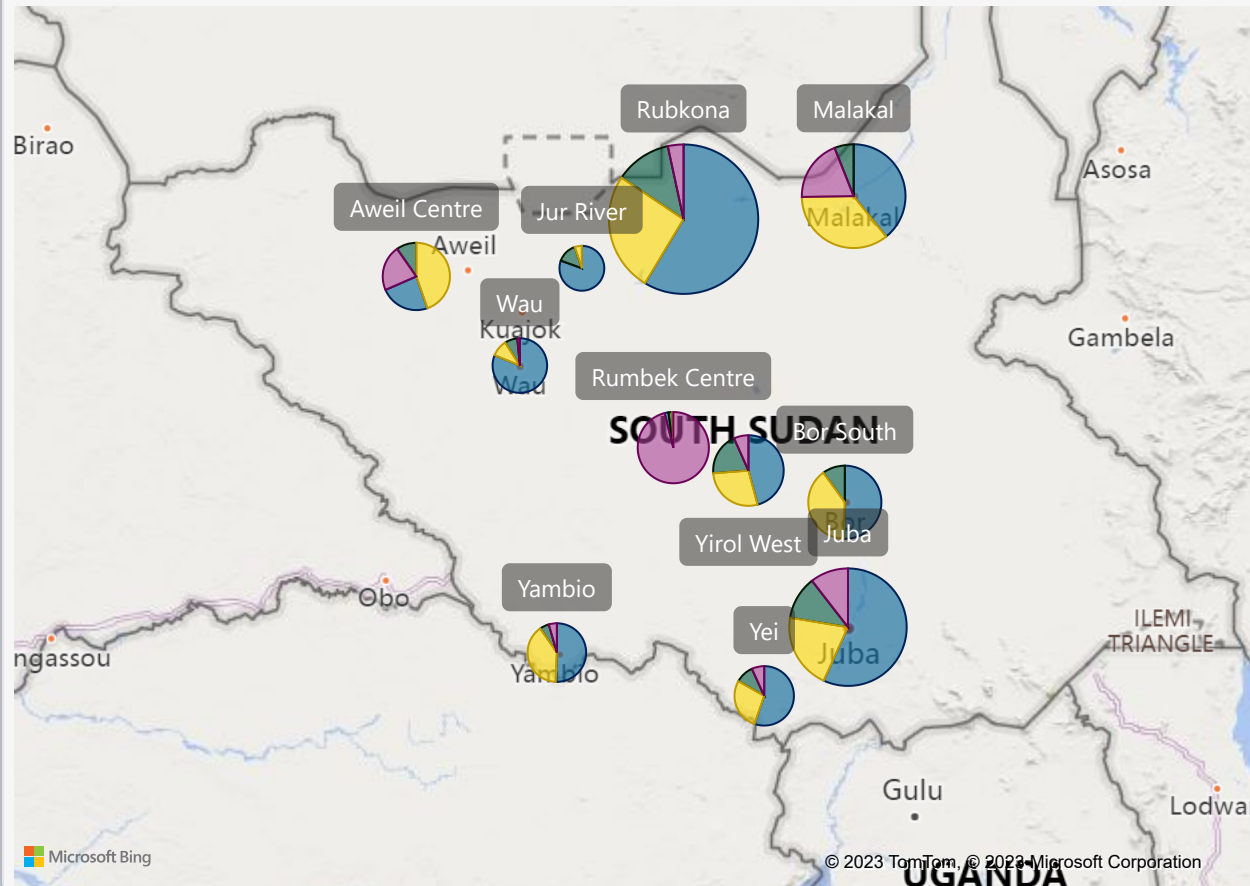 Rubkona
Malakal
Birao
Asosa
Aweil Centre
Jur River
Malakal
Aweil
Wau
Kuajok
Gambela
Rumbek Centre
Wau
SOUTH SUDAN
Bor South
Bor
Yirol West
Juba
Yambio
Obo
Yei
ILEMI
TRIANGLE
ngassou
Juba
Yambio
Gulu
Lodwa
Microsoft Bing
© 2023 TomTom, © 2023 Microsoft Corporation
UGANDA